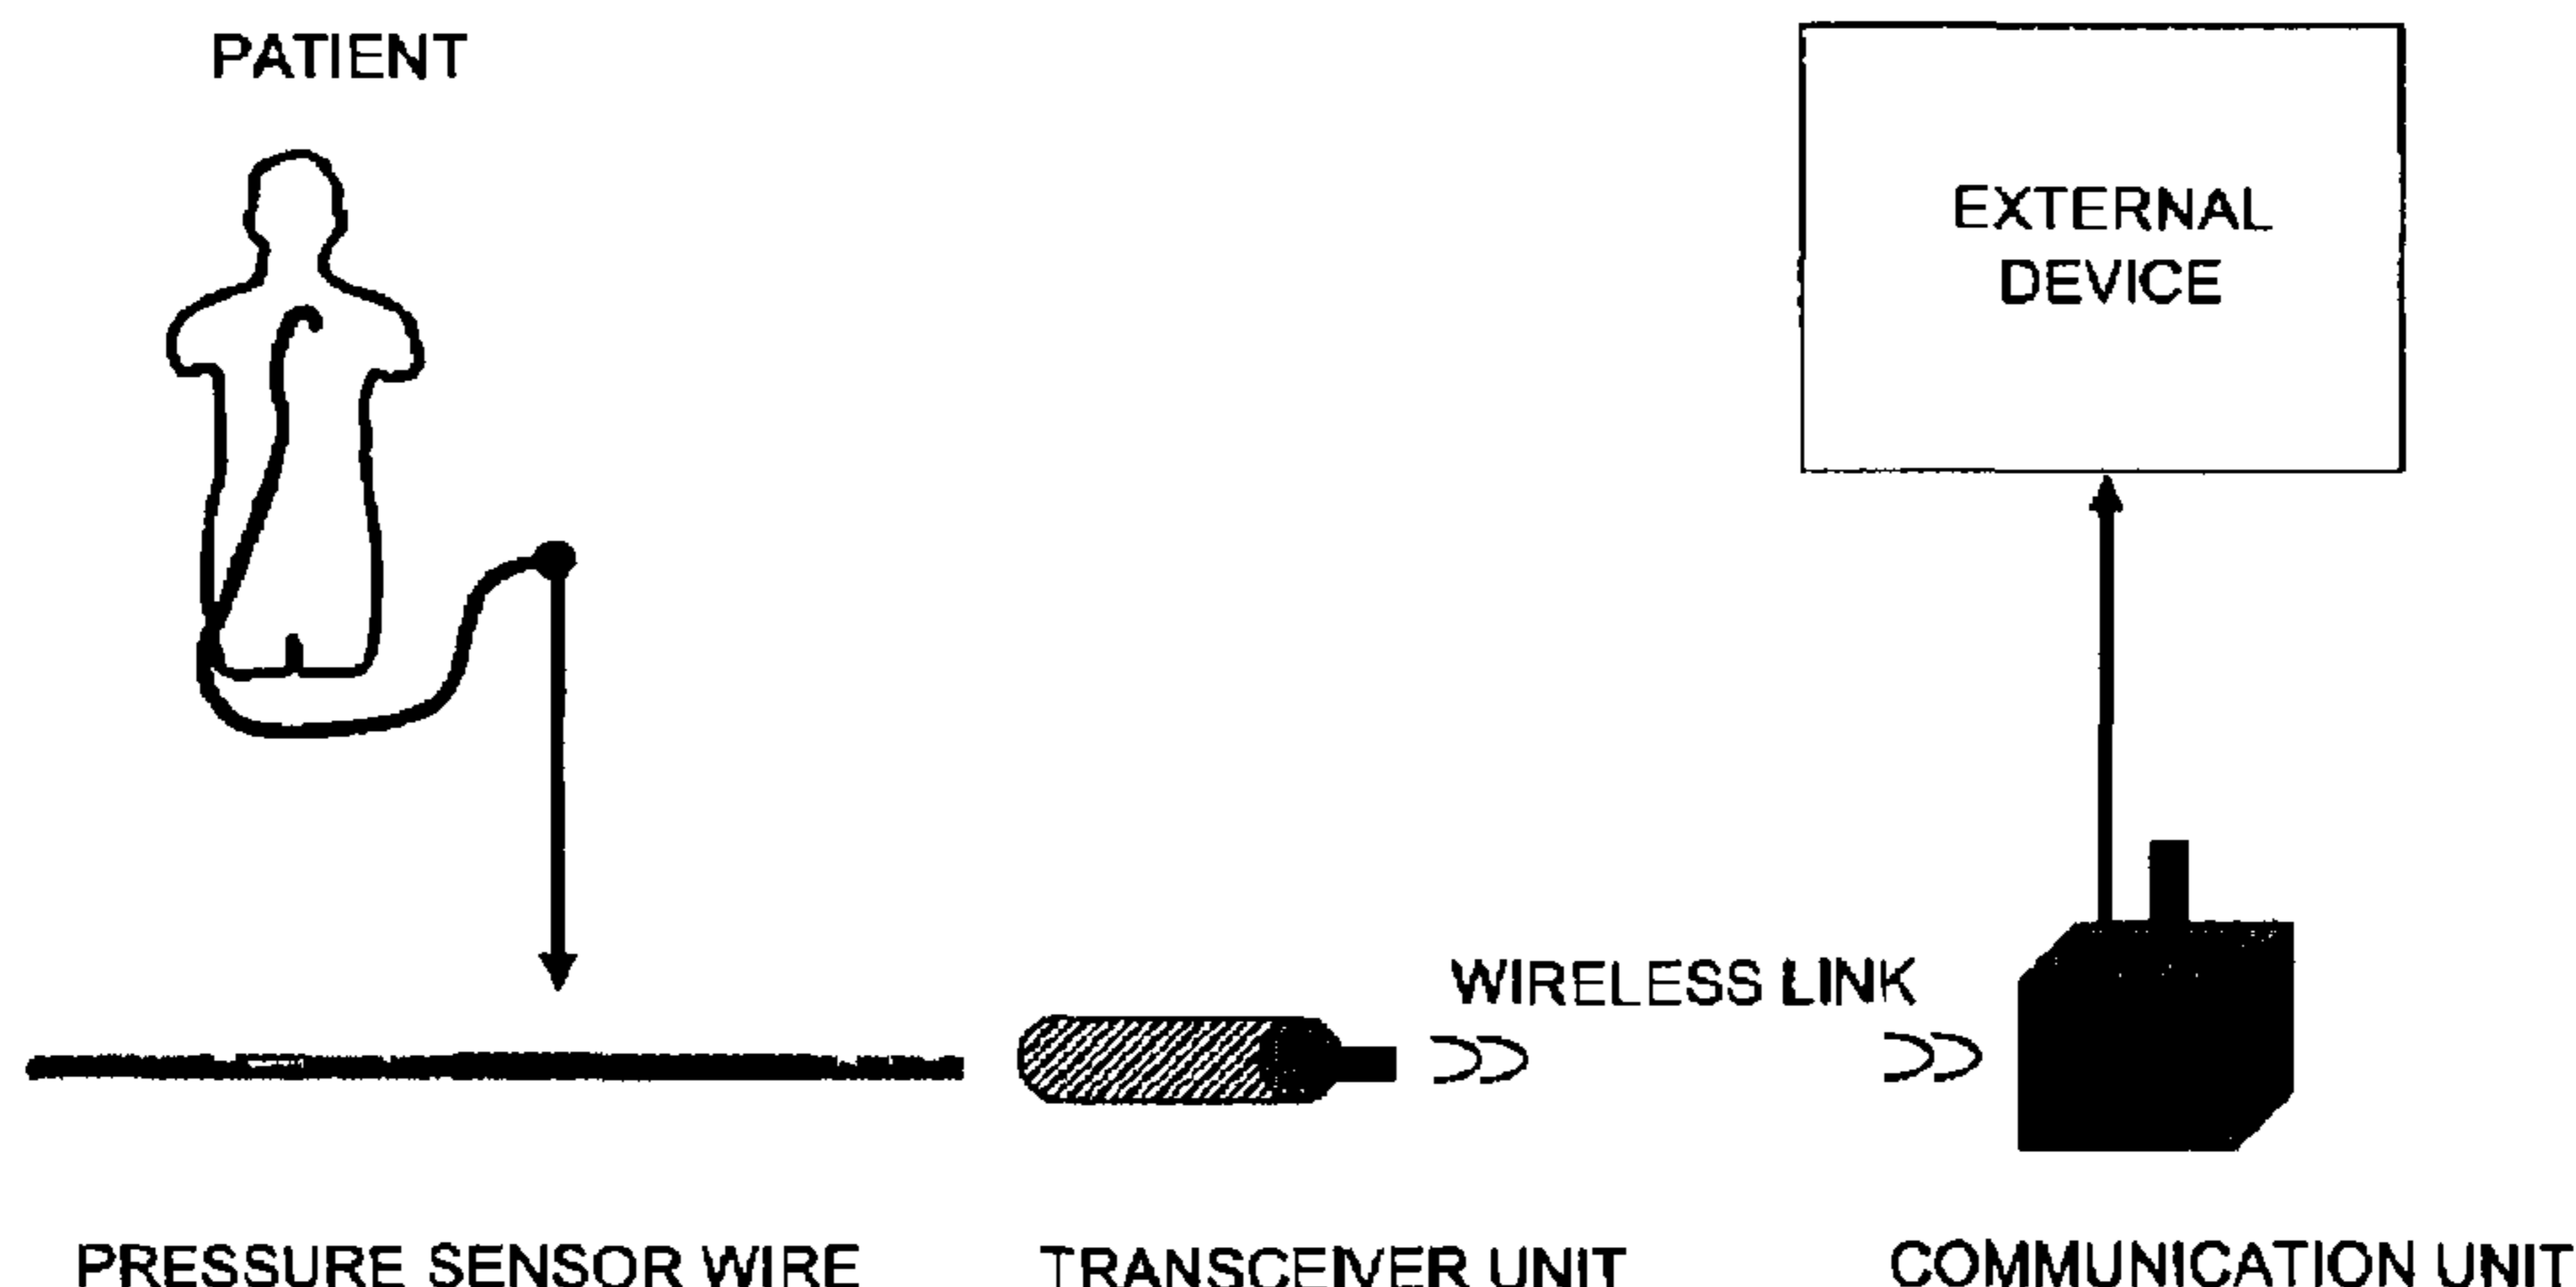 PATIENT
EXTERNAL
DEVICE
WIRELESS LINK
PRESSURE SENSOR WIRE
TRANSCEIVER UNIT
COMMUNICATION UNIT